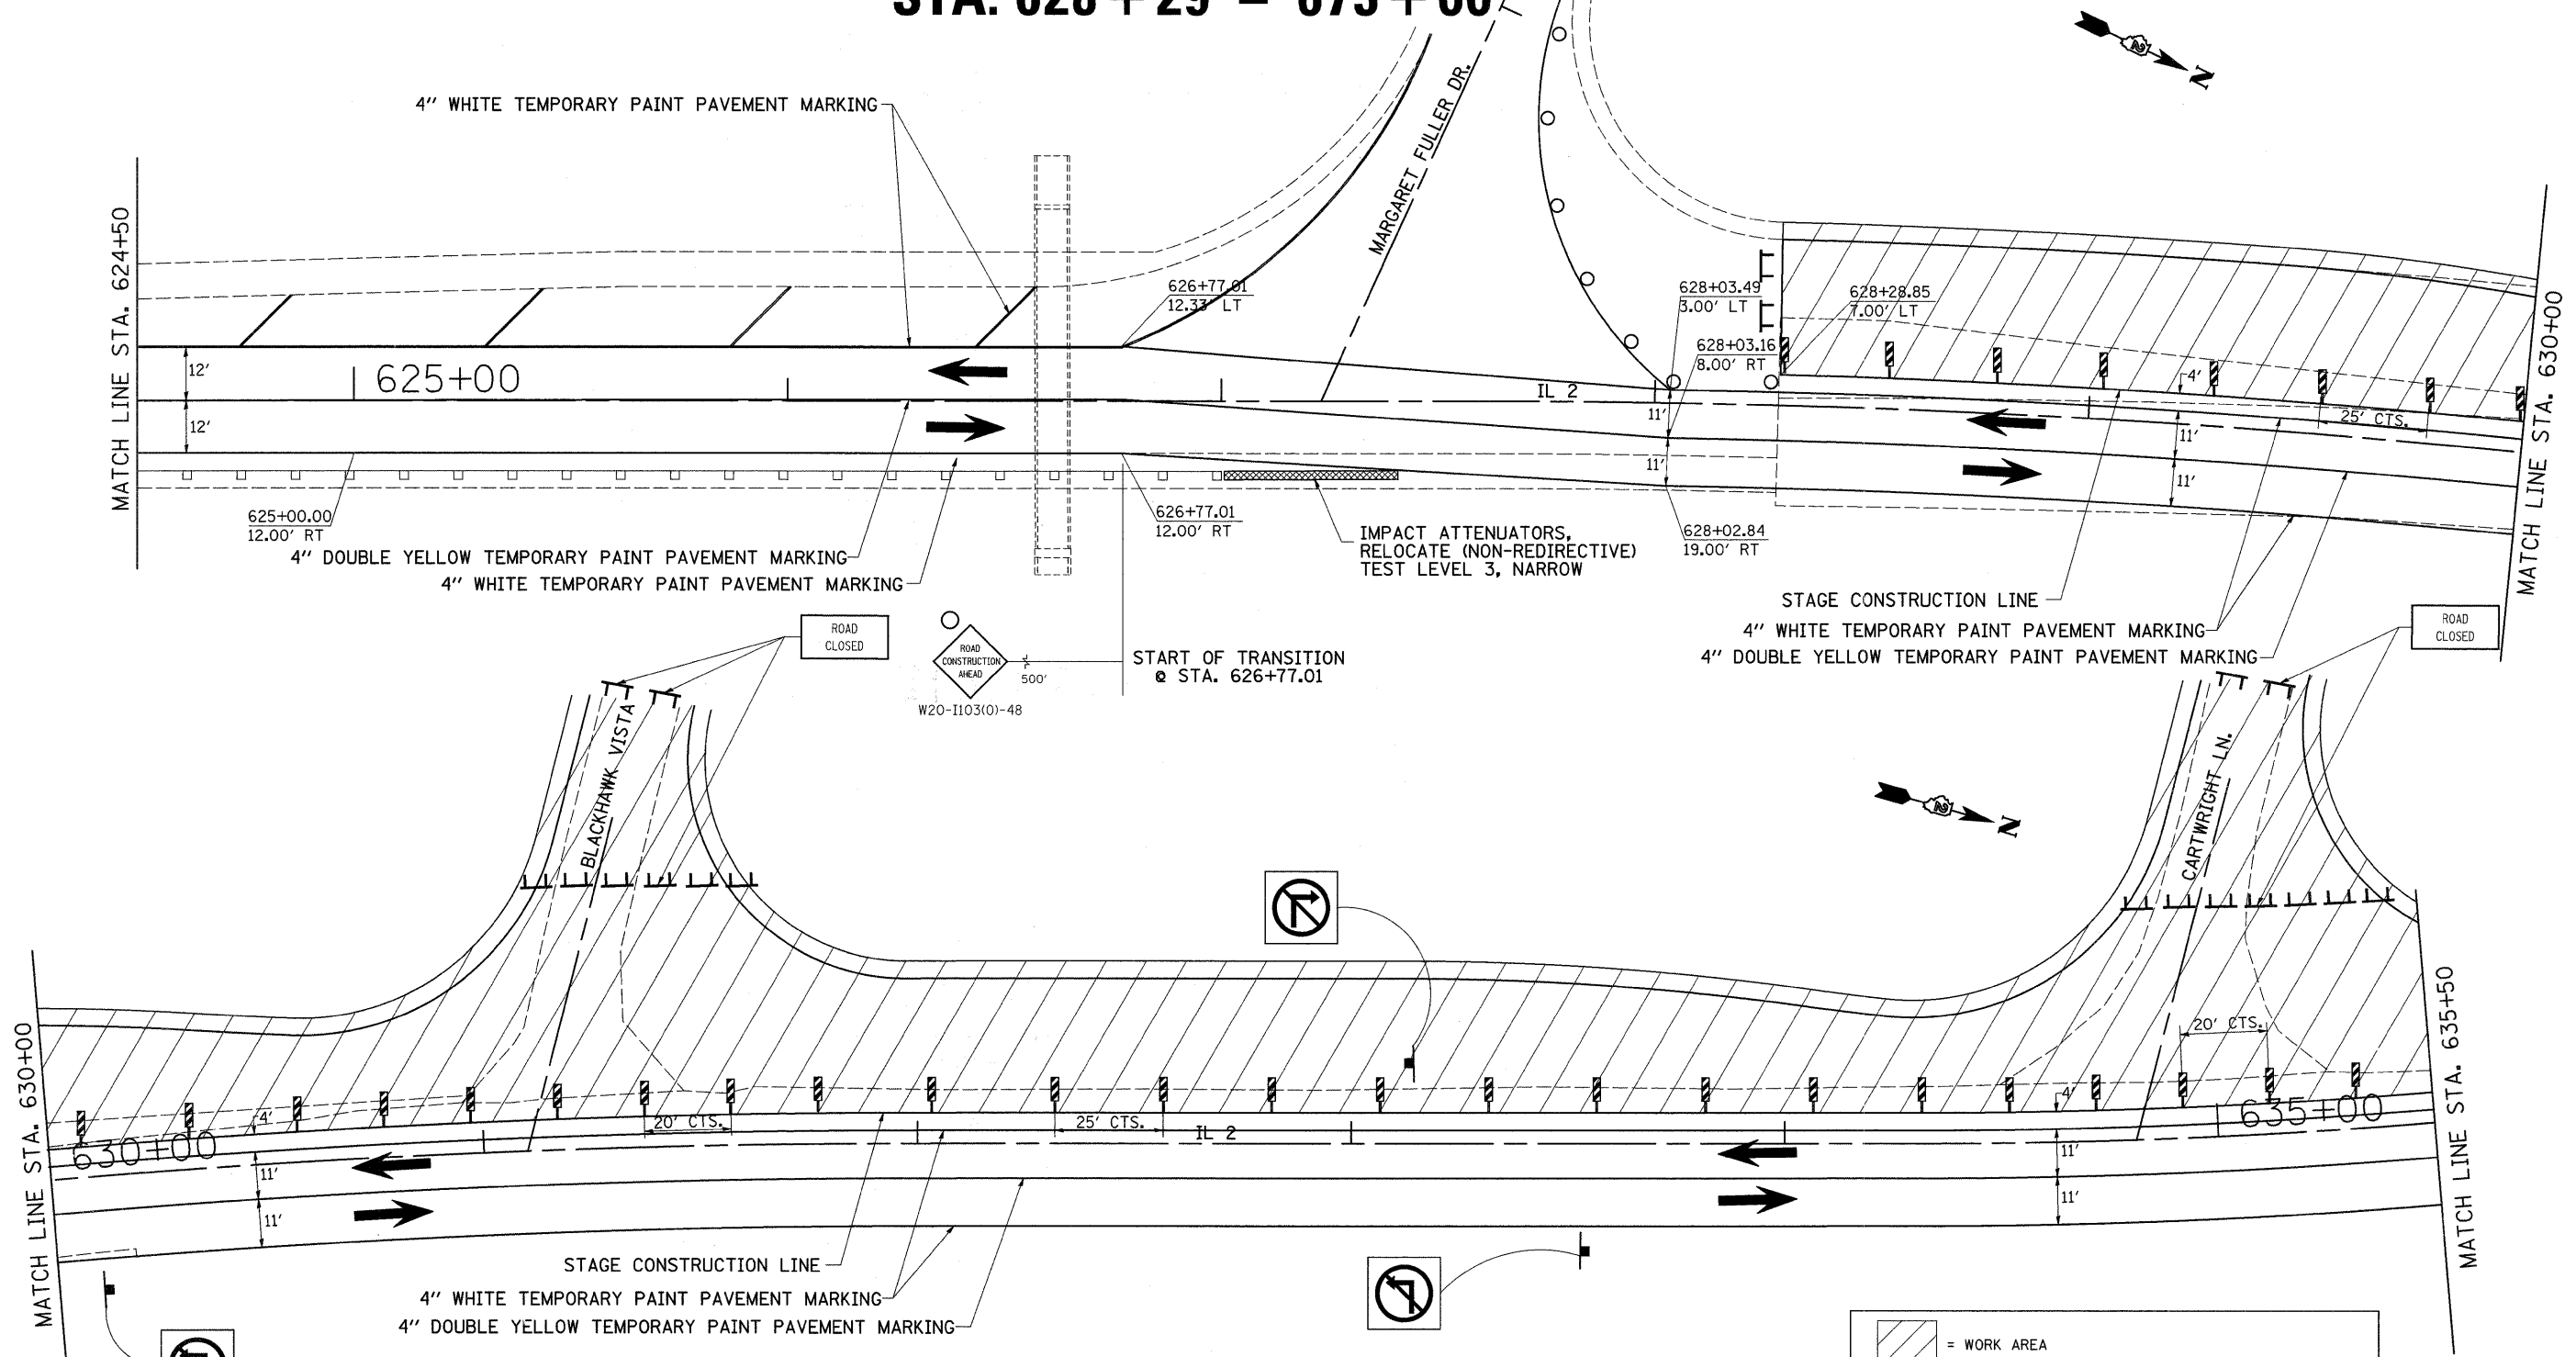 STA. 628+29 - 673+00
4" WHITE TEMPORARY PAINT PAVEMENT MARKING
MARGARET FULLER DR.
N
MATCH LINE STA. 624+50
12'
12'
625+00
626+77.01
12.33' LT
628+03.49
3.00' LT
628+03.16
8.00' RT
628+28.85
7.00' LT
IL 2
11'
11'
4'
25' CTS.
11'
11'
MATCH LINE STA. 630+00
625+00.00
12.00' RT
4" DOUBLE YELLOW TEMPORARY PAINT PAVEMENT MARKING
4" WHITE TEMPORARY PAINT PAVEMENT MARKING
626+77.01
12.00' RT
IMPACT ATTENUATORS,
RELOCATE (NON-REDIRECTIVE)
TEST LEVEL 3, NARROW
628+02.84
19.00' RT
STAGE CONSTRUCTION LINE
4" WHITE TEMPORARY PAINT PAVEMENT MARKING
4" DOUBLE YELLOW TEMPORARY PAINT PAVEMENT MARKING
ROAD
CLOSED
ROAD
CONSTRUCTION
AHEAD
500'
W20-I103(0)-48
START OF TRANSITION
@ STA. 626+77.01
ROAD
CLOSED
BLACKHAWK VISTA
2
N
CARTWRIGHT LN.
MATCH LINE STA. 630+00
630+00
4'
11'
11'
20' CTS.
25' CTS.
IL 2
4'
11'
11'
20' CTS.
635+00
MATCH LINE STA. 635+50
STAGE CONSTRUCTION LINE
4" WHITE TEMPORARY PAINT PAVEMENT MARKING
4" DOUBLE YELLOW TEMPORARY PAINT PAVEMENT MARKING
= WORK AREA